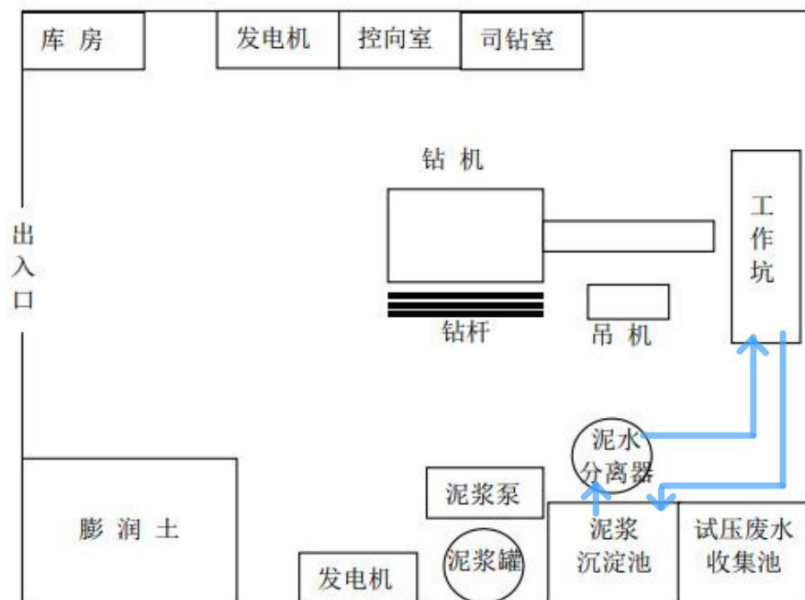 库 房
发电机
控向室
司钻室
钻 机
工
作
坑
出
入
口
钻杆
吊 机
泥水
分离器
泥浆泵
膨 润 土
泥浆
沉淀池
试压废水
收集池
泥浆罐
发电机